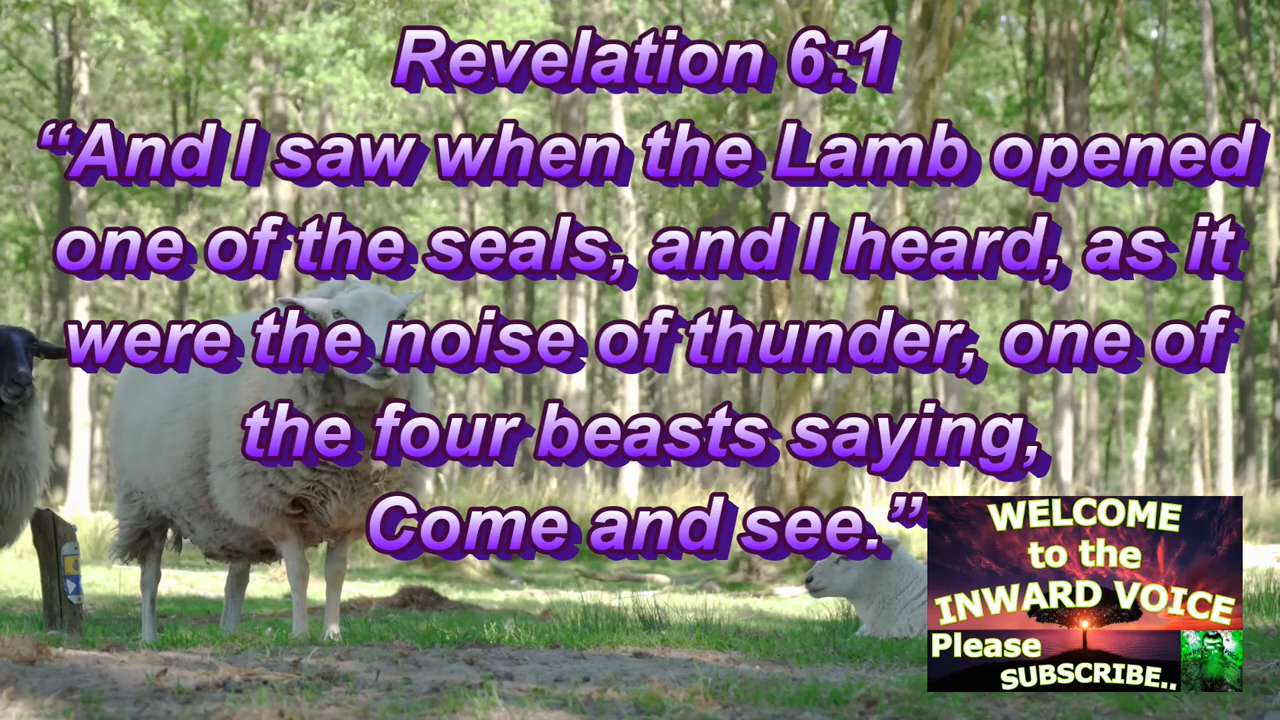 Revelation 6:1
“And I saw when the Lamb opened
one of the seals, and I heard, as it
were the noise of thunder, one of
the four beasts saying,
Come and see.”
WELCOME
to the
INWARD VOICE
Please
SUBSCRIBE..